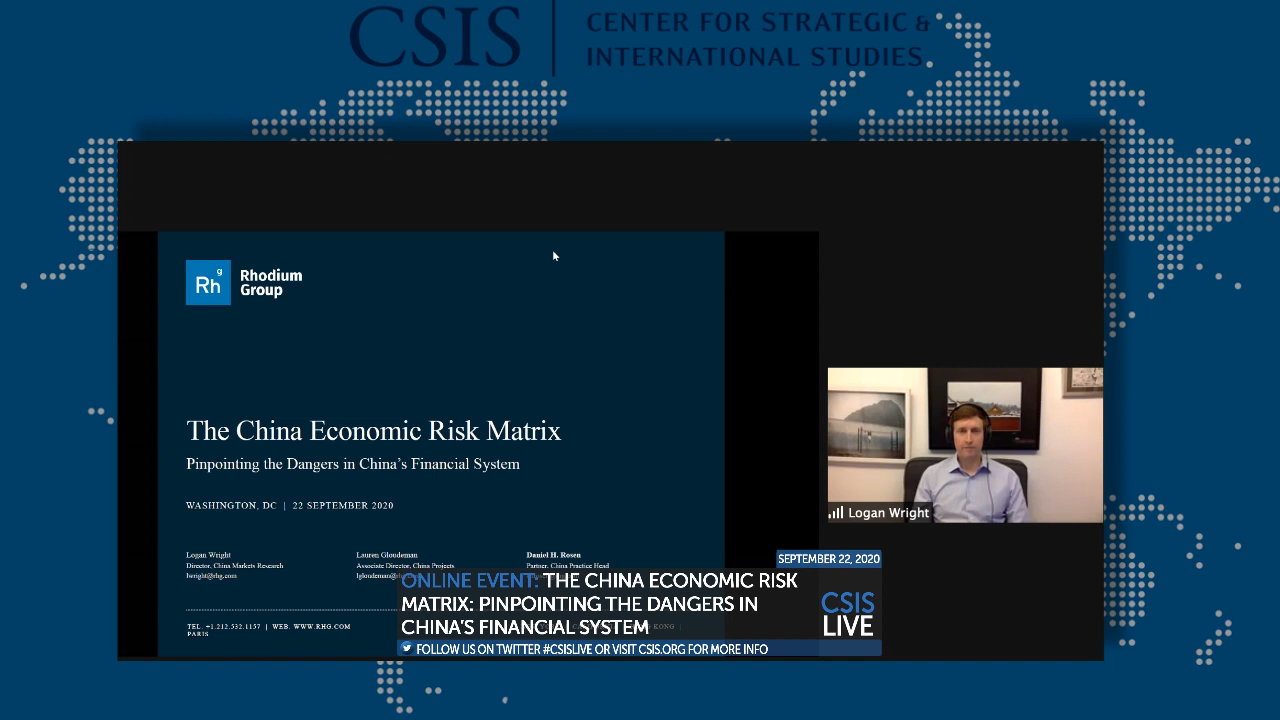 CSIS
CENTER FOR STRATEGIC &
INTERNATIONAL STUDIES
Rh g
Rhodium
Group
The China Economic Risk Matrix
Pinpointing the Dangers in China's Financial System
WASHINGTON, DC | 22 SEPTEMBER 2020
Logan Wright
Director, China Markets Research
lwright@rhg.com
Lauren Gloudeman
Associate Director, China Projects
lgloudeman@
Daniel H. Rosen
Partner, China Practice Head
TEL. +1.212.532.1157 | WEB. WWW.RHG.COM
PARIS
KONG |
Logan Wright
SEPTEMBER 22, 2020
ONLINE EVENT: THE CHINA ECONOMIC RISK
MATRIX: PINPOINTING THE DANGERS IN
CHINA'S FINANCIAL SYSTEM
CSIS
LIVE
FOLLOW US ON TWITTER #CSISLIVE OR VISIT CSIS.ORG FOR MORE INFO